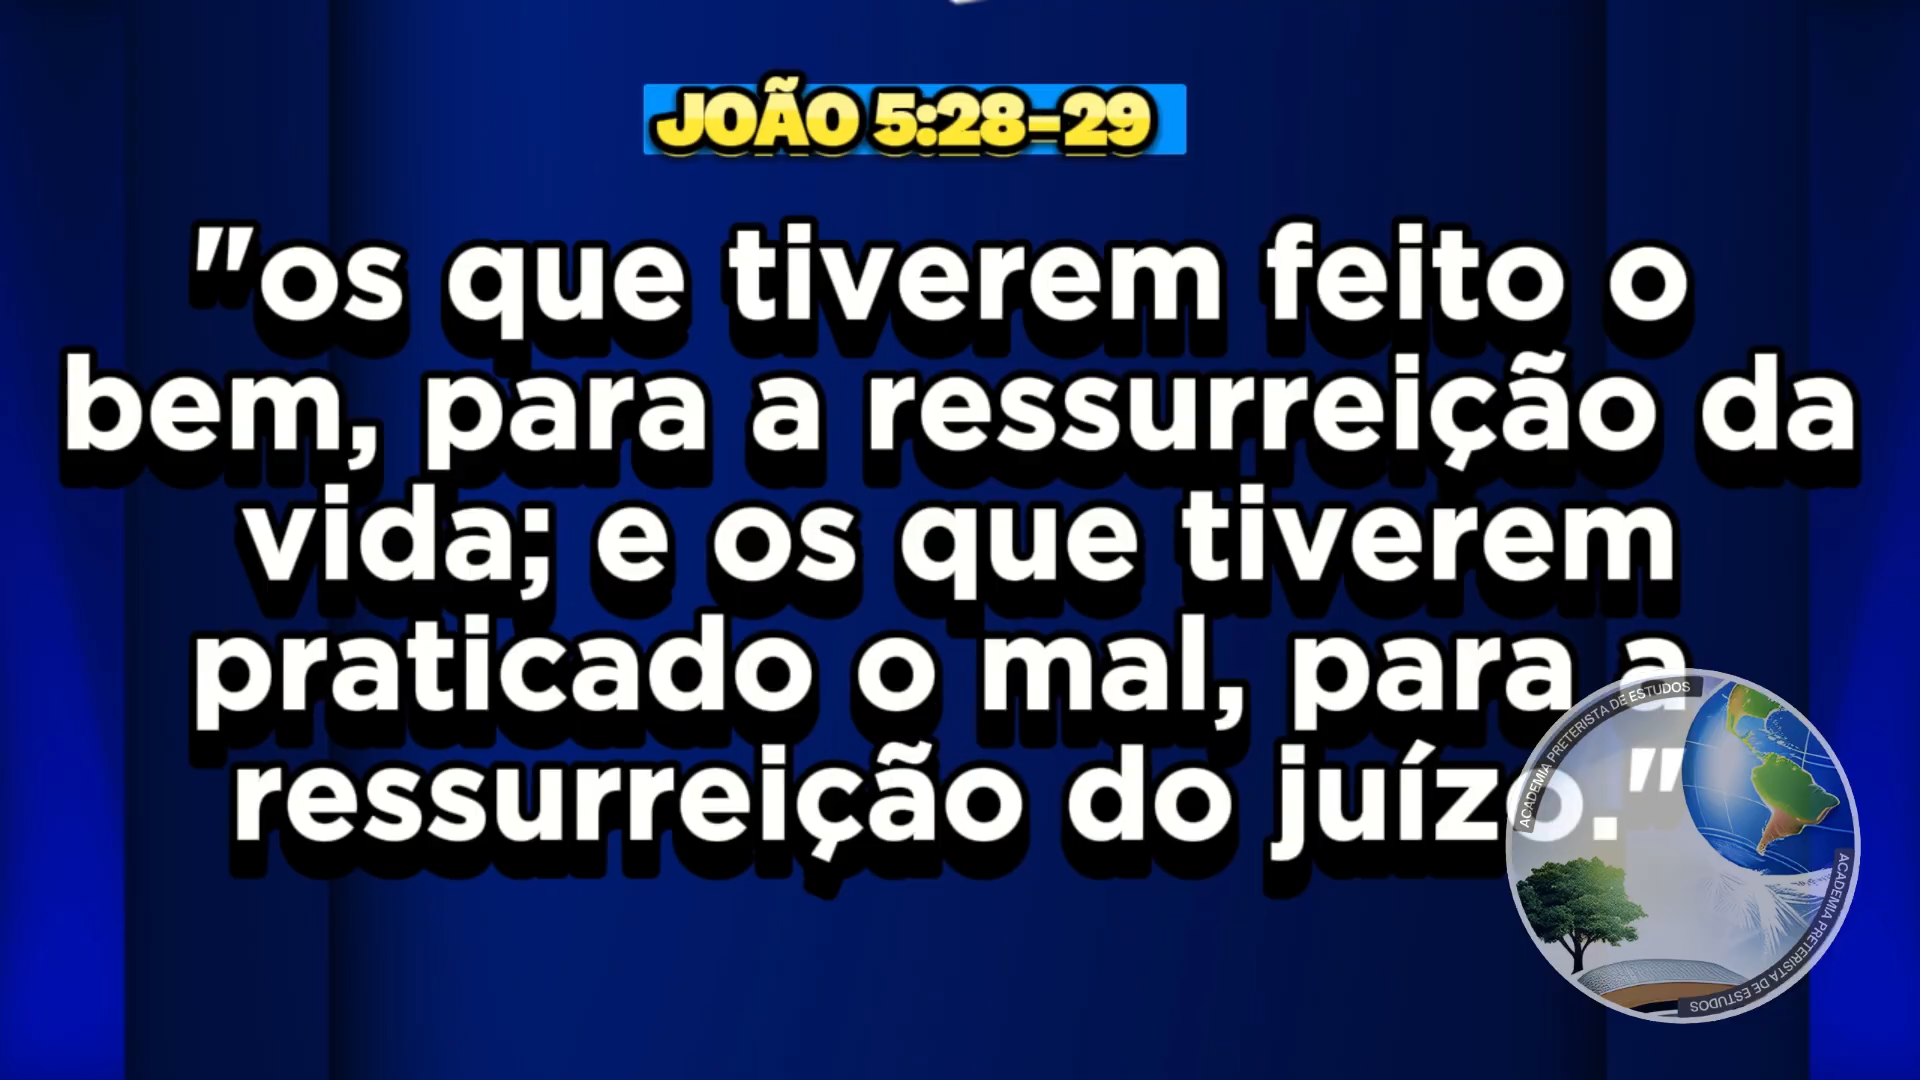 JOÃO 5:28-29
"os que tiverem feito o
bem, para a ressurreição da
vida; e os que tiverem
praticado o mal, para a
ressurreição do juízo."
ACADEMIA PRETERISTA DE ESTUDOS
ACADEMIA PRETERISTA DE ESTUDOS